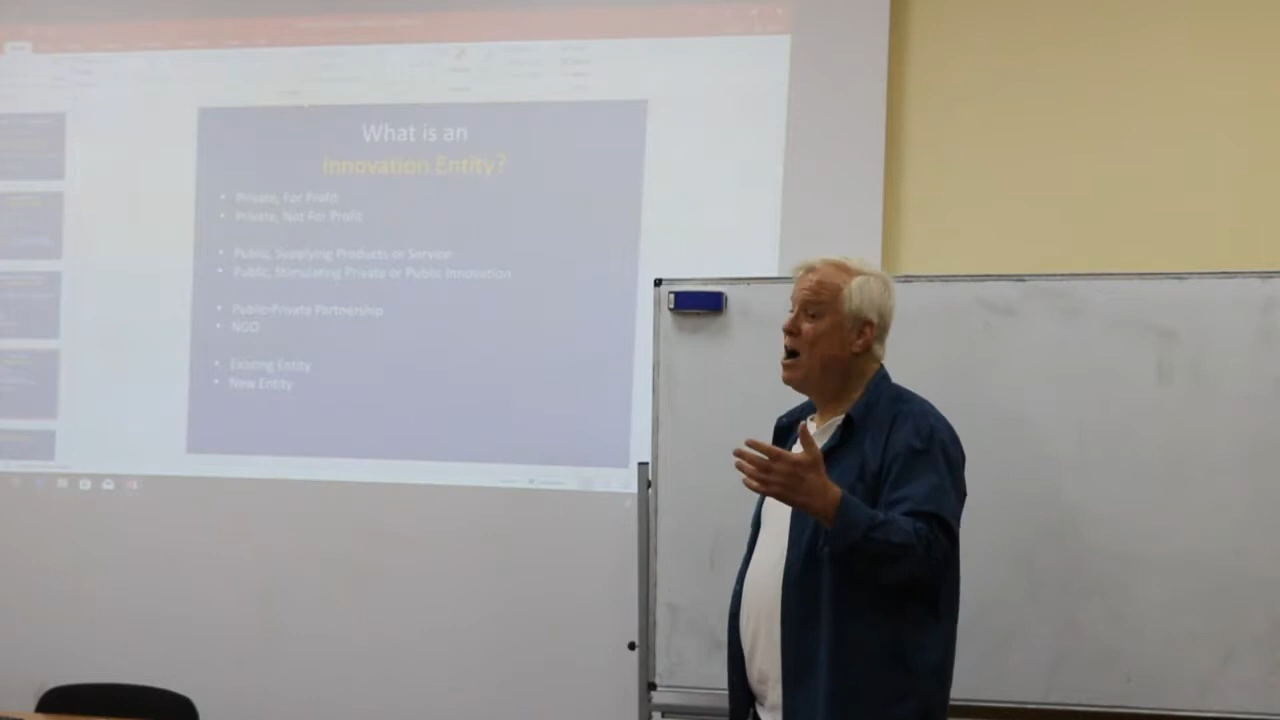 What is an
Innovation Entity?
• Private, For Profit
• Private, Not For Profit
• Public, Supplying Products or Service
• Public, Stimulating Private or Public Innovation
• Public-Private Partnership
• NGO
• Existing Entity
• New Entity